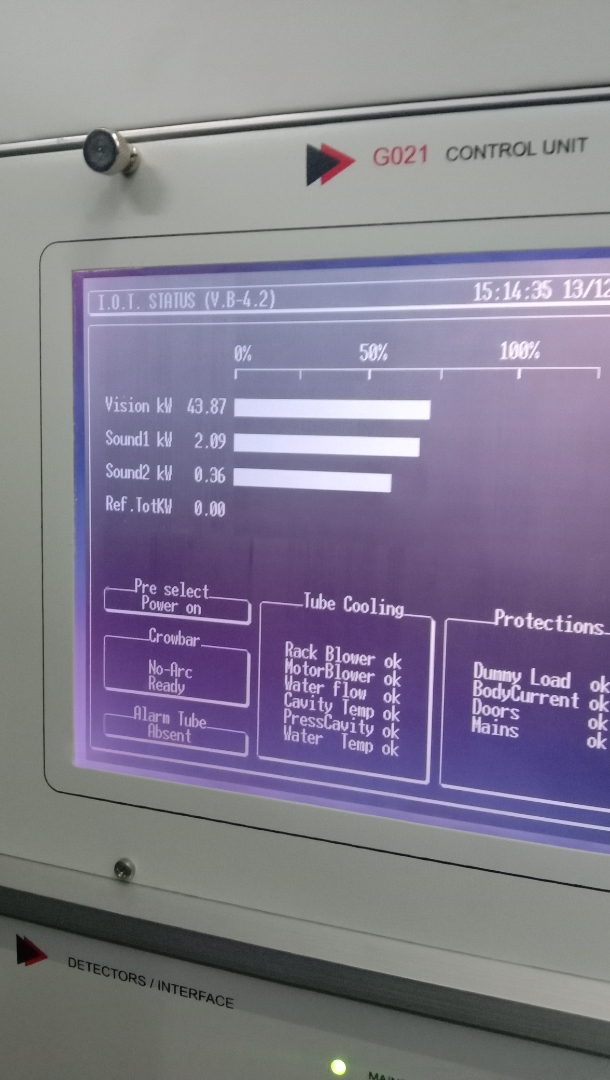 G021 CONTROL UNIT
I.O.T. STATUS (V.B-4.2) 15:14:35 13/12
0% 50% 100%
Vision kW 43.87
Sound1 kW 2.09
Sound2 kW 0.36
Ref.TotKW 0.00
Pre select
Power on
Crowbar
No-Arc
Ready
Alarm Tube
Absent
Tube Cooling
Rack Blower ok
MotorBlower ok
Water flow ok
Cavity Temp ok
PressCavity ok
Water Temp ok
Protections
Dummy Load ok
BodyCurrent ok
Doors ok
Mains ok
DETECTORS / INTERFACE